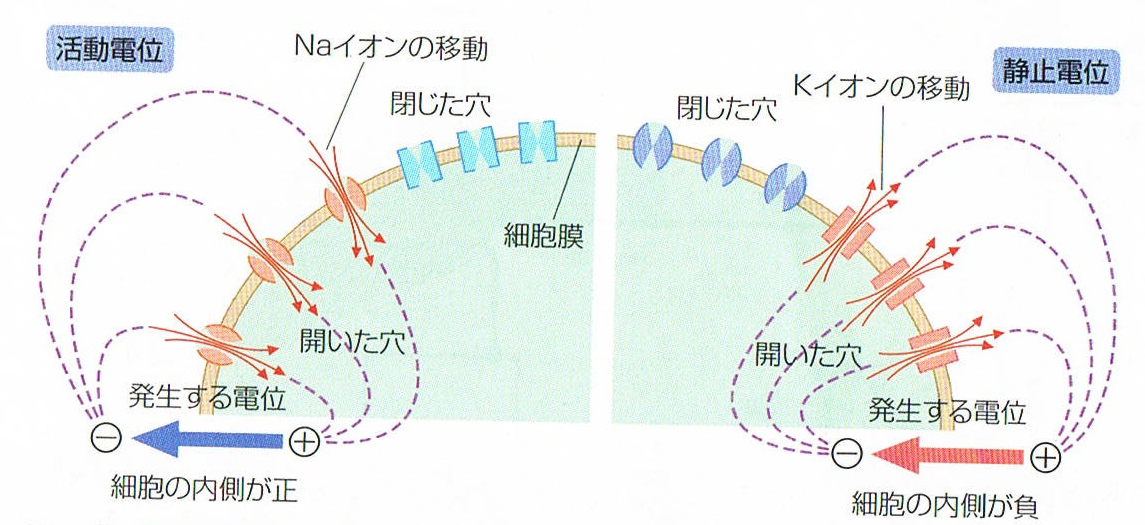 活動電位
Naイオンの移動
閉じた穴
細胞膜
開いた穴
発生する電位
⊖
⊕
細胞の内側が正
静止電位
Kイオンの移動
閉じた穴
開いた穴
発生する電位
⊖
⊕
細胞の内側が負